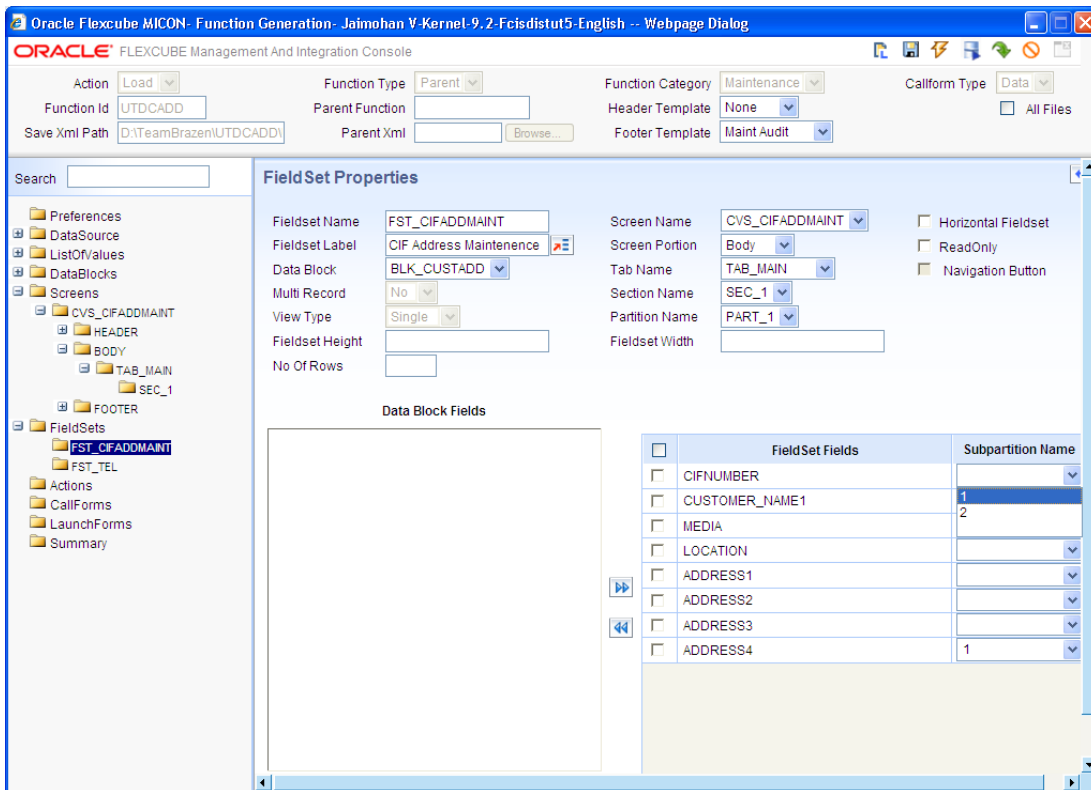 Oracle Flexcube MICON- Function Generation- Jaimohan V-Kernel-9.2-Fcisdistut5-English -- Webpage Dialog
ORACLE FLEXCUBE Management And Integration Console
Action Load Function Type Parent Function Category Maintenance Callform Type Data
Function Id UTDCADD Parent Function Header Template None All Files
Save Xml Path D:\TeamBrazen\UTDCADD\ Parent Xml Browse... Footer Template Maint Audit
Search
Preferences
DataSource
ListOfValues
DataBlocks
Screens
CVS_CIFADDMAINT
HEADER
BODY
TAB_MAIN
SEC_1
FOOTER
FieldSets
FST_CIFADDMAINT
FST_TEL
Actions
CallForms
LaunchForms
Summary
FieldSet Properties
Fieldset Name FST_CIFADDMAINT Screen Name CVS_CIFADDMAINT Horizontal Fieldset
Fieldset Label CIF Address Maintenence Screen Portion Body ReadOnly
Data Block BLK_CUSTADD Tab Name TAB_MAIN Navigation Button
Multi Record No Section Name SEC_1
View Type Single Partition Name PART_1
Fieldset Height Fieldset Width
No Of Rows
Data Block Fields
FieldSet Fields Subpartition Name
CIFNUMBER
CUSTOMER_NAME1 1
MEDIA 2
LOCATION
ADDRESS1
ADDRESS2
ADDRESS3
ADDRESS4 1